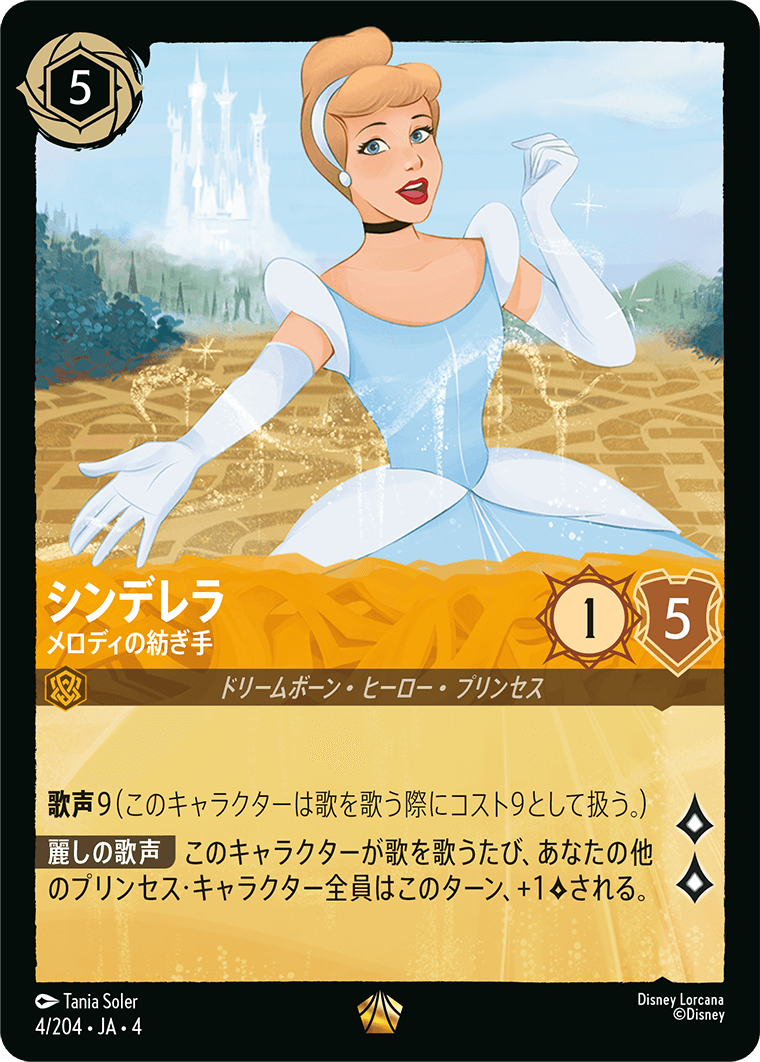 5
シンデレラ
メロディの紡ぎ手
1
5
ドリームボーン・ヒーロー・プリンセス
歌声9（このキャラクターは歌を歌う際にコスト9として扱う。）
麗しの歌声 このキャラクターが歌を歌うたび、あなたの他
のプリンセス・キャラクター全員はこのターン、+1される。
Tania Soler
4/204・JA・4
Disney Lorcana
©Disney